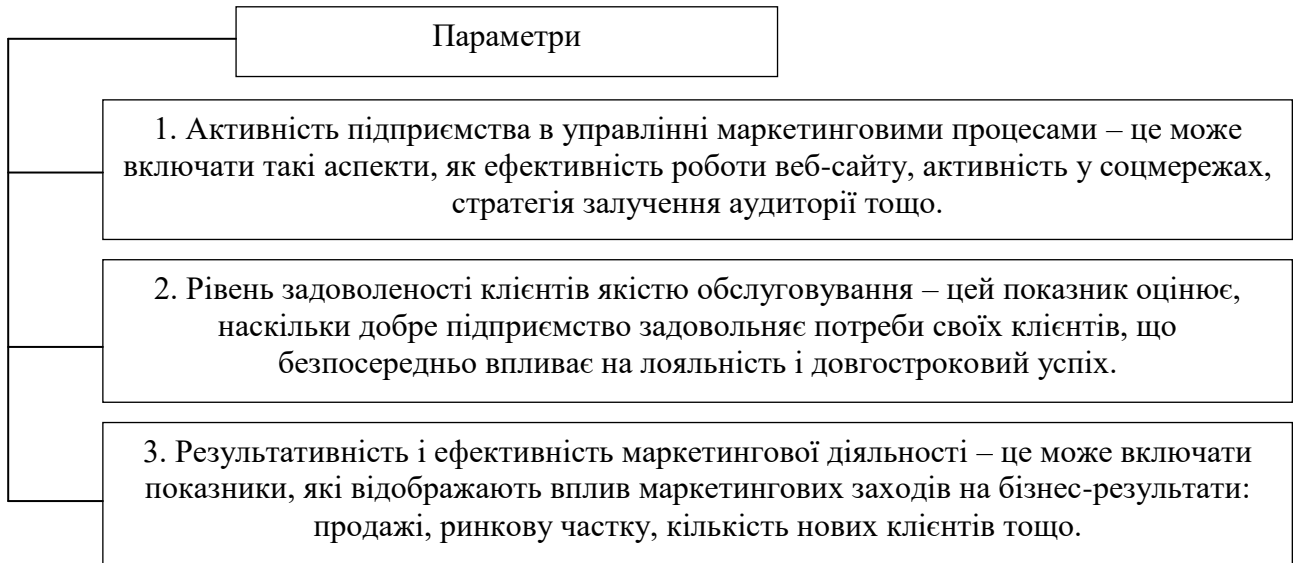 Параметри
1. Активність підприємства в управлінні маркетинговими процесами – це може
включати такі аспекти, як ефективність роботи веб-сайту, активність у соцмережах,
стратегія залучення аудиторії тощо.
2. Рівень задоволеності клієнтів якістю обслуговування – цей показник оцінює,
наскільки добре підприємство задовольняє потреби своїх клієнтів, що
безпосередньо впливає на лояльність і довгостроковий успіх.
3. Результативність і ефективність маркетингової діяльності – це може включати
показники, які відображають вплив маркетингових заходів на бізнес-результати:
продажі, ринкову частку, кількість нових клієнтів тощо.